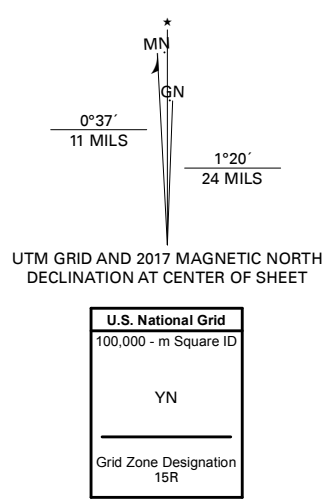 MN
GN
0°37´
11 MILS
1°20´
24 MILS
UTM GRID AND 2017 MAGNETIC NORTH
DECLINATION AT CENTER OF SHEET
U.S. National Grid
100,000 - m Square ID
YN
Grid Zone Designation
15R